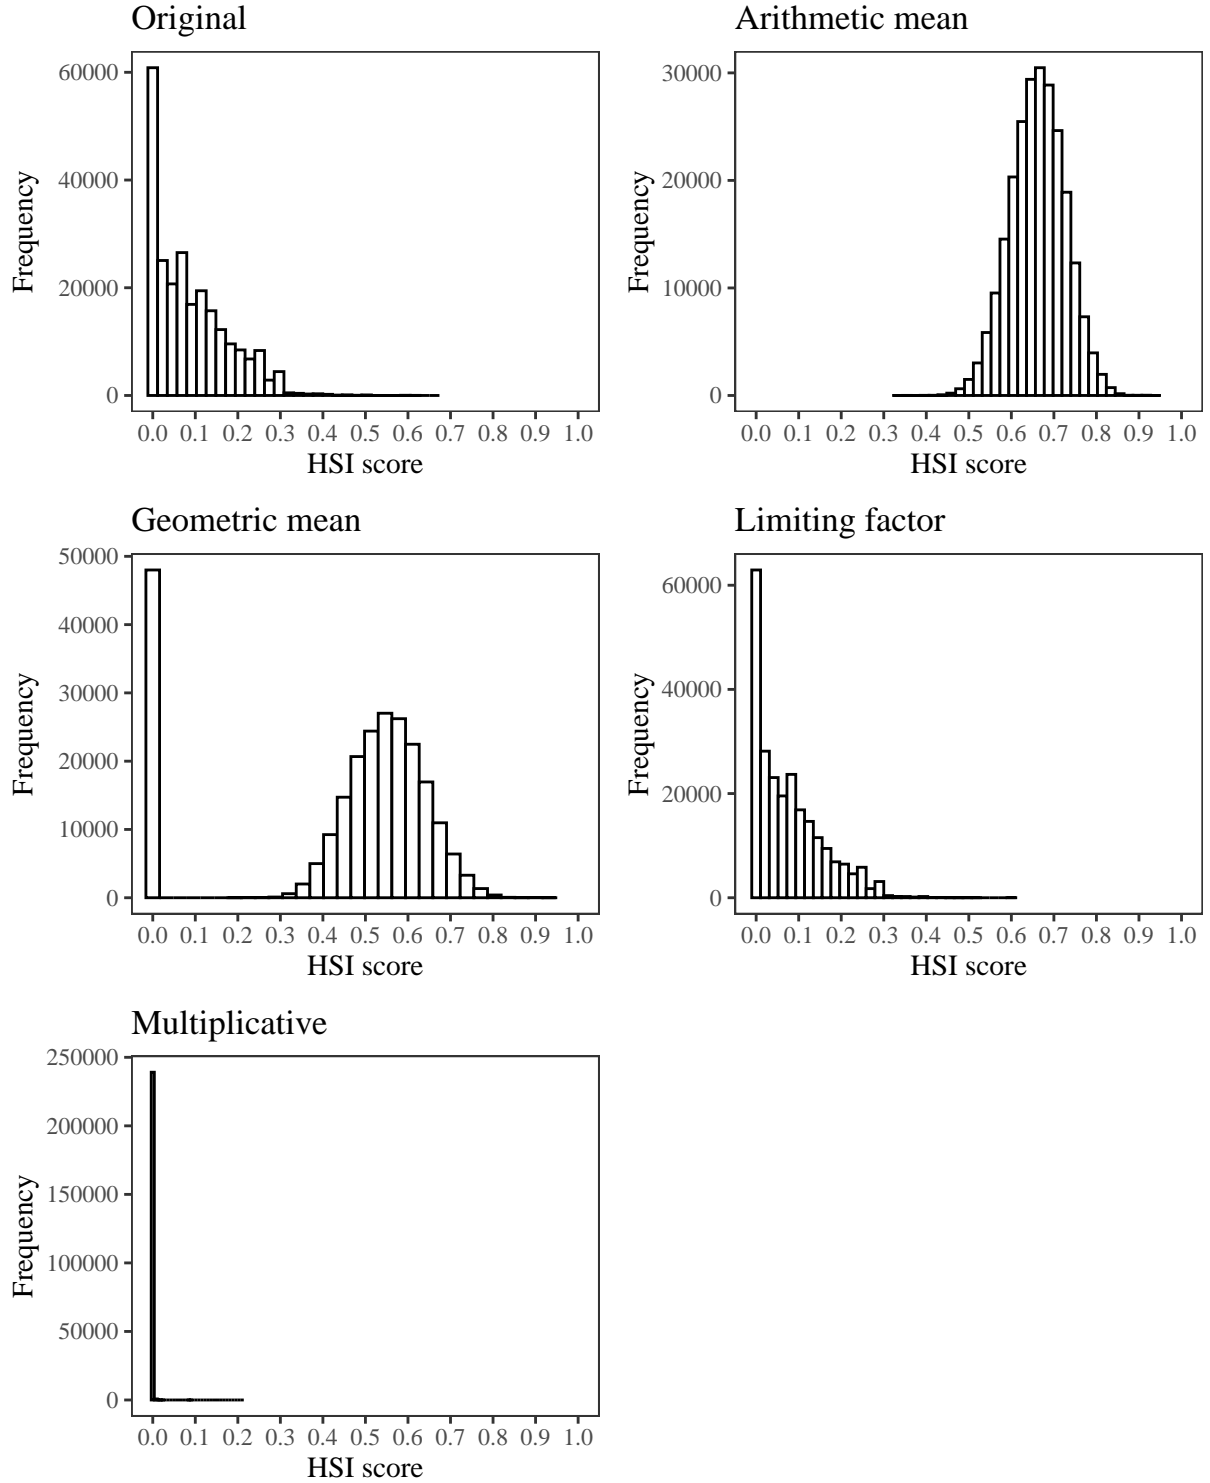 Original
60000
40000
20000
0
Frequency
0.0 0.1 0.2 0.3 0.4 0.5 0.6 0.7 0.8 0.9 1.0
HSI score
Arithmetic mean
30000
20000
10000
0
Frequency
0.0 0.1 0.2 0.3 0.4 0.5 0.6 0.7 0.8 0.9 1.0
HSI score
Geometric mean
50000
40000
30000
20000
10000
0
Frequency
0.0 0.1 0.2 0.3 0.4 0.5 0.6 0.7 0.8 0.9 1.0
HSI score
Limiting factor
60000
40000
20000
0
Frequency
0.0 0.1 0.2 0.3 0.4 0.5 0.6 0.7 0.8 0.9 1.0
HSI score
Multiplicative
250000
200000
150000
100000
50000
0
Frequency
0.0 0.1 0.2 0.3 0.4 0.5 0.6 0.7 0.8 0.9 1.0
HSI score